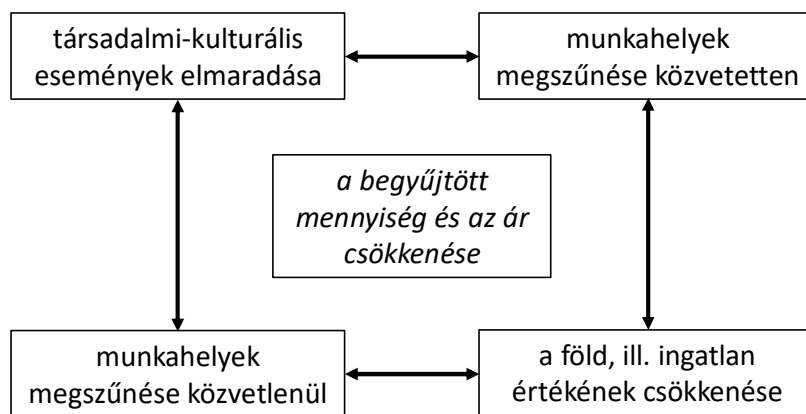 társadalmi-kulturális
események elmaradása
munkahelyek
megszűnése közvetetten
a begyűjtött
mennyiség és az ár
csökkenése
munkahelyek
megszűnése közvetlenül
a föld, ill. ingatlan
értékének csökkenése